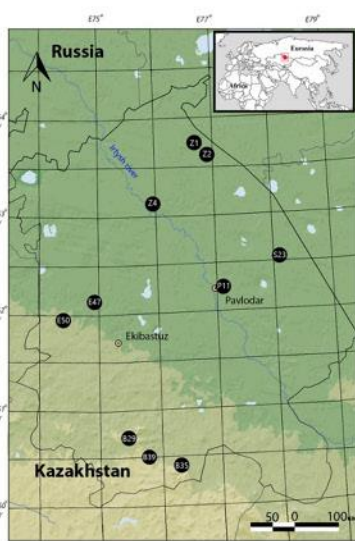 E75° E77° E79°
Russia
Eurasia
Africa
N
Irtysh river
Z1
Z2
Z4
S23
P11
Pavlodar
E47
E50
Ekibastuz
B29
B39
B35
Kazakhstan
50 0 100